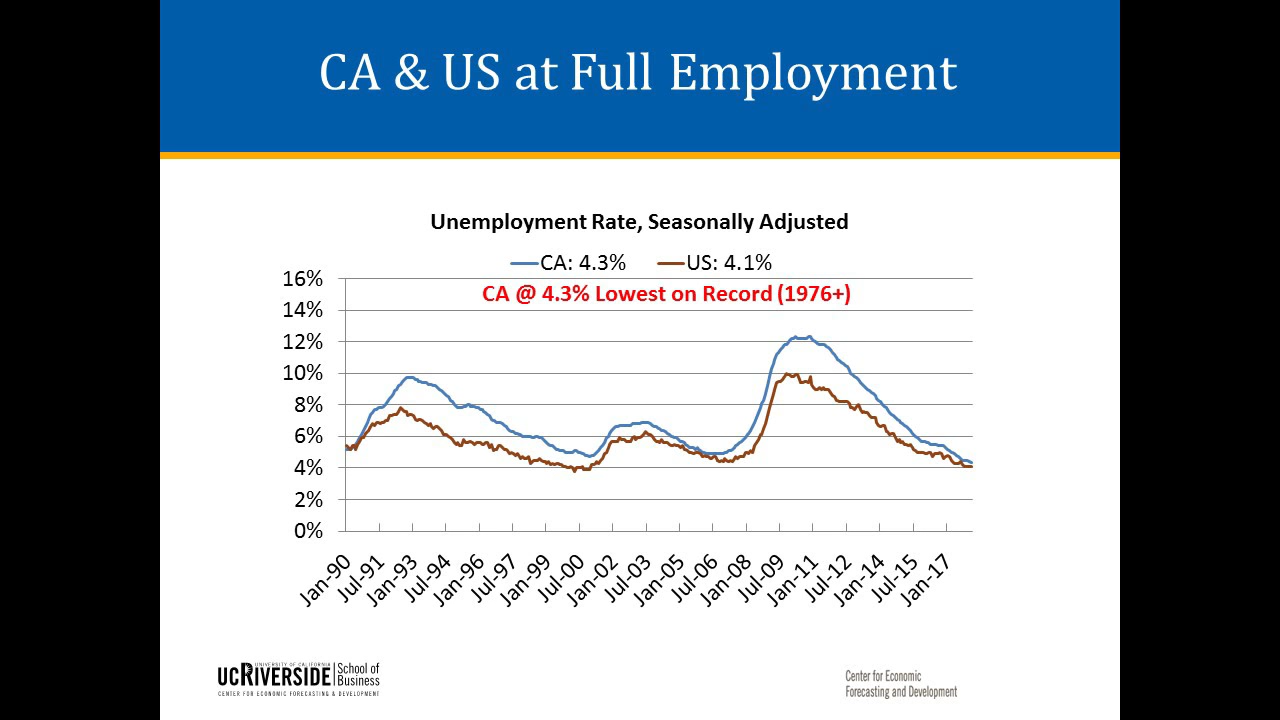 CA & US at Full Employment
Unemployment Rate, Seasonally Adjusted
CA: 4.3% US: 4.1%
CA @ 4.3% Lowest on Record (1976+)
16%
14%
12%
10%
8%
6%
4%
2%
0%
Jan-90 Jul-91 Jan-93 Jul-94 Jan-96 Jul-97 Jan-99 Jul-00 Jan-02 Jul-03 Jan-05 Jul-06 Jan-08 Jul-09 Jan-11 Jul-12 Jan-14 Jul-15 Jan-17
UNIVERSITY OF CALIFORNIA
UCRIVERSIDE
School of
Business
CENTER FOR ECONOMIC FORECASTING & DEVELOPMENT
Center for Economic
Forecasting and Development